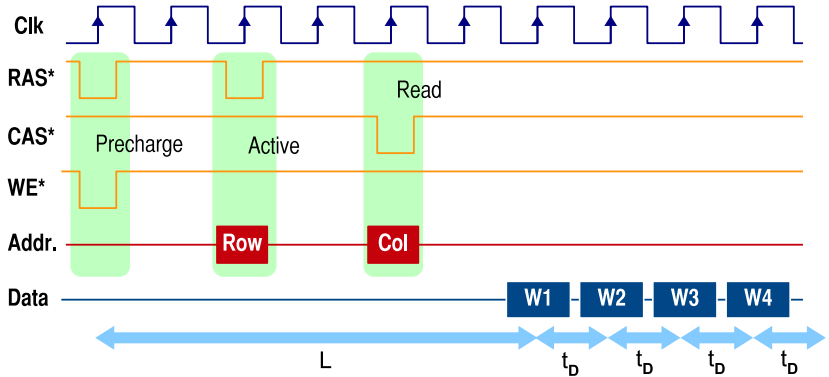 Clk
RAS*
Read
CAS*
Precharge
Active
WE*
Addr.
Row
Col
Data
W1
W2
W3
W4
L
tD
tD
tD
tD